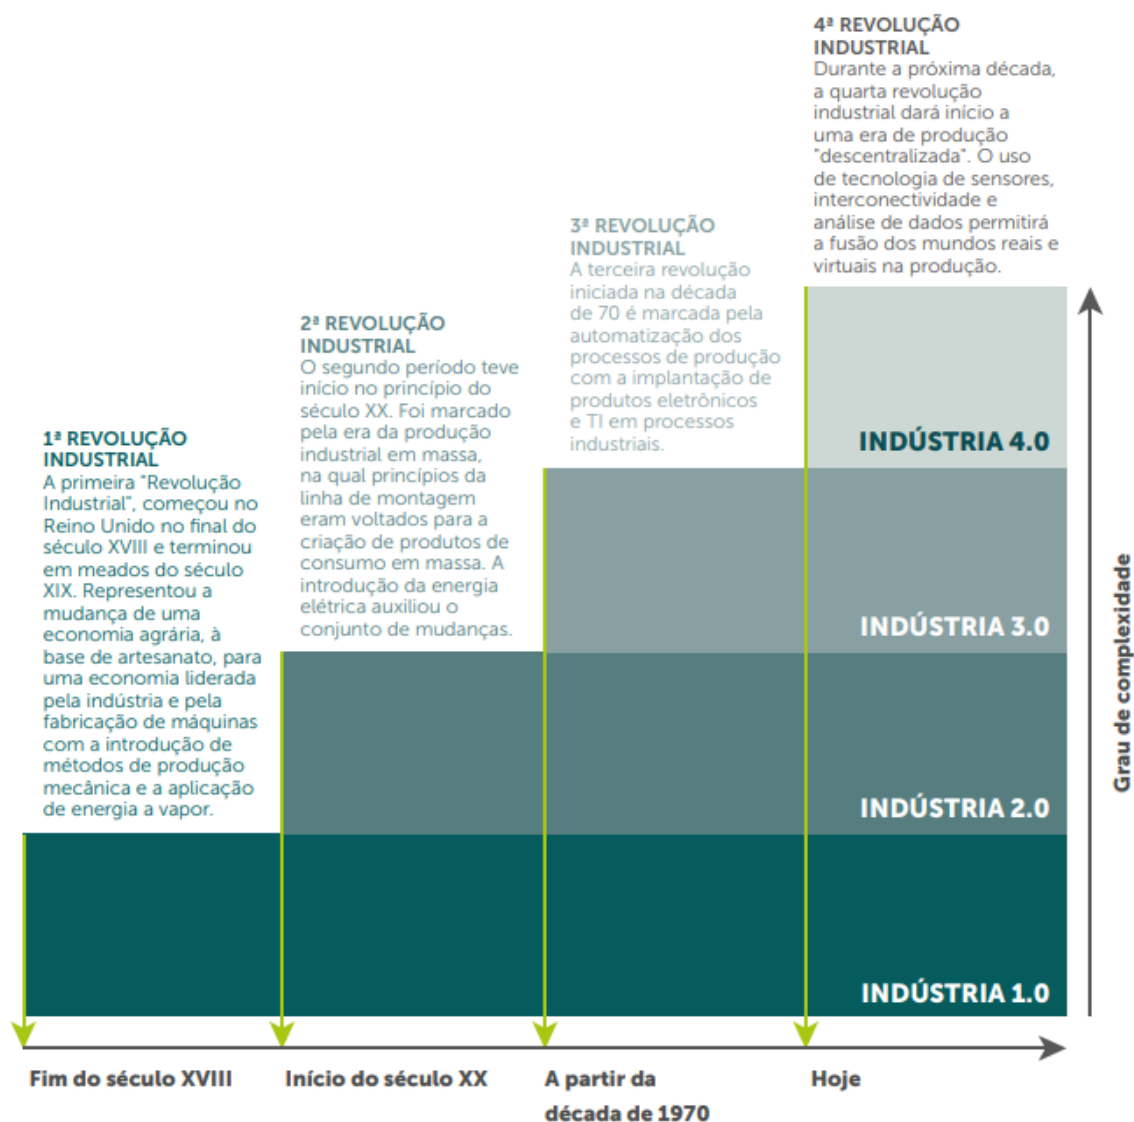 4ª REVOLUÇÃO
INDUSTRIAL
Durante a próxima década,
a quarta revolução
industrial dará início a
uma era de produção
"descentralizada". O uso
de tecnologia de sensores,
interconectividade e
análise de dados permitirá
a fusão dos mundos reais e
virtuais na produção.
3ª REVOLUÇÃO
INDUSTRIAL
A terceira revolução
iniciada na década
de 70 é marcada pela
automatização dos
processos de produção
com a implantação de
produtos eletrônicos
e TI em processos
industriais.
2ª REVOLUÇÃO
INDUSTRIAL
O segundo período teve
início no princípio do
século XX. Foi marcado
pela era da produção
industrial em massa,
na qual princípios da
linha de montagem
eram voltados para a
criação de produtos de
consumo em massa. A
introdução da energia
elétrica auxiliou o
conjunto de mudanças.
1ª REVOLUÇÃO
INDUSTRIAL
A primeira "Revolução
Industrial", começou no
Reino Unido no final do
século XVIII e terminou
em meados do século
XIX. Representou a
mudança de uma
economia agrária, à
base de artesanato, para
uma economia liderada
pela indústria e pela
fabricação de máquinas
com a introdução de
métodos de produção
mecânica e a aplicação
de energia a vapor.
INDÚSTRIA 4.0
INDÚSTRIA 3.0
INDÚSTRIA 2.0
INDÚSTRIA 1.0
Grau de complexidade
Fim do século XVIII
Início do século XX
A partir da
década de 1970
Hoje